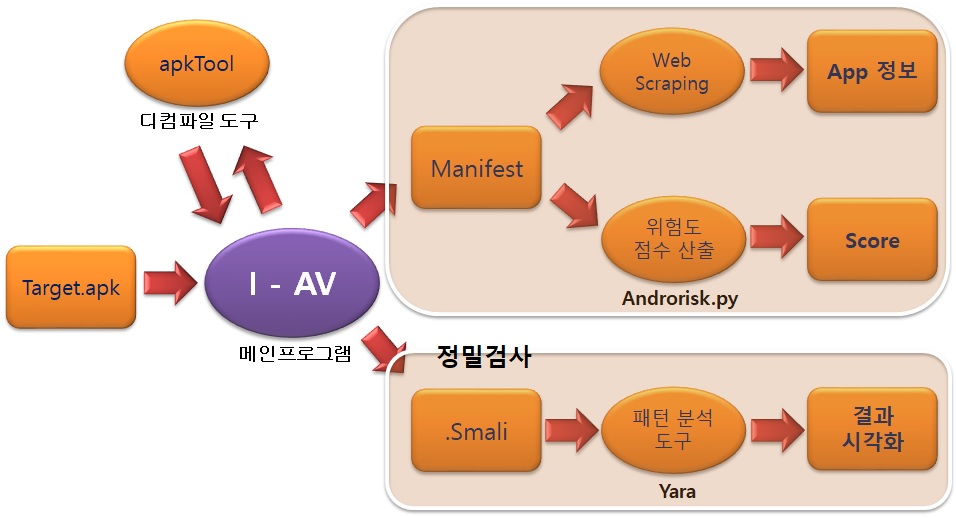 apkTool
디컴파일 도구
Target.apk
I - AV
메인프로그램
Manifest
Web
Scraping
App 정보
위험도
점수 산출
Score
Androrisk.py
정밀검사
.Smali
패턴 분석
도구
결과
시각화
Yara